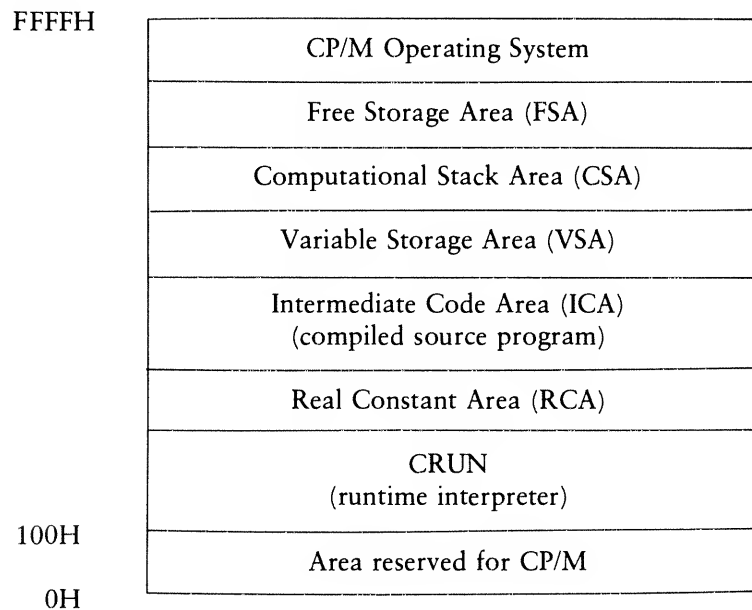 FFFFH
CP/M Operating System
Free Storage Area (FSA)
Computational Stack Area (CSA)
Variable Storage Area (VSA)
Intermediate Code Area (ICA)
(compiled source program)
Real Constant Area (RCA)
CRUN
(runtime interpreter)
100H
Area reserved for CP/M
0H